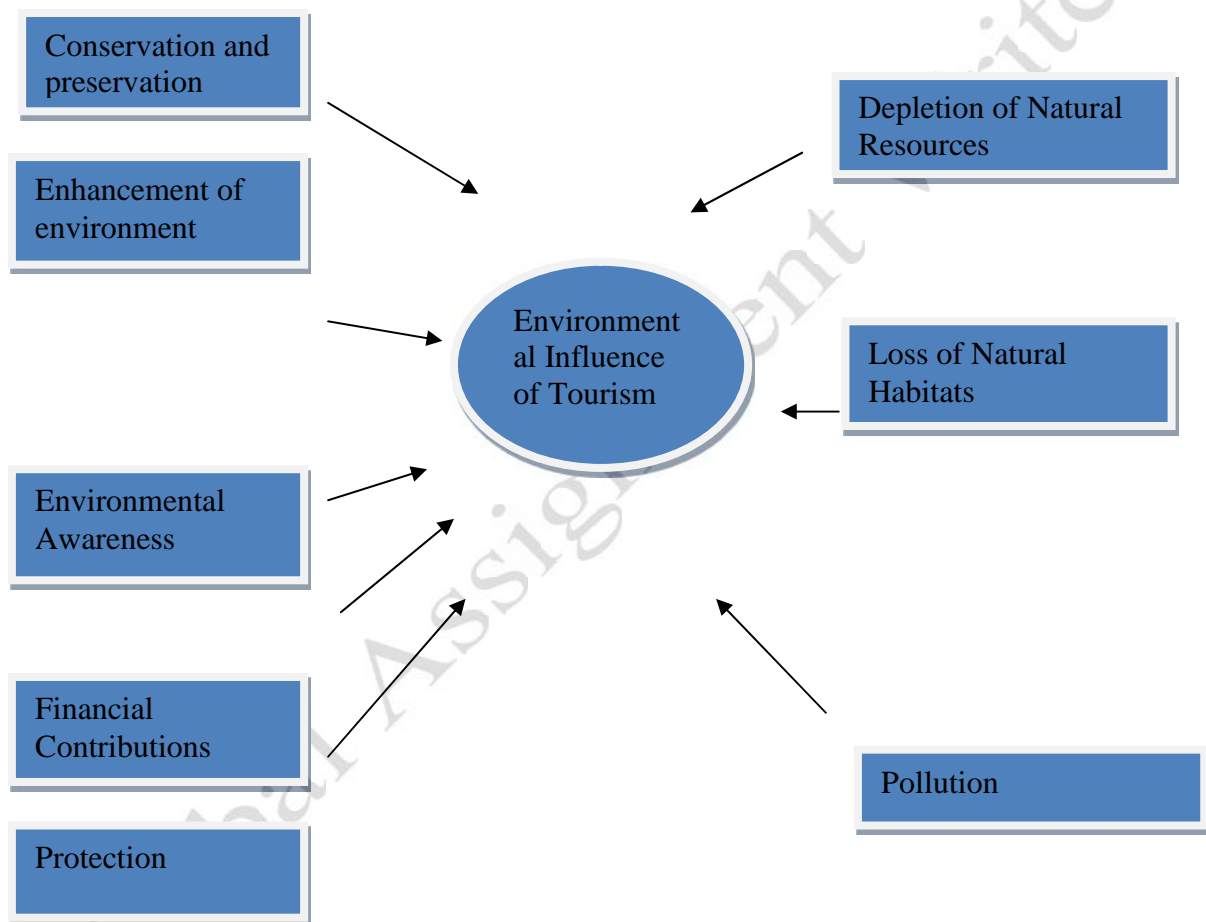 Conservation and
preservation
Enhancement of
environment
Environmental
Awareness
Financial
Contributions
Protection
Environment
al Influence
of Tourism
Depletion of Natural
Resources
Loss of Natural
Habitats
Pollution